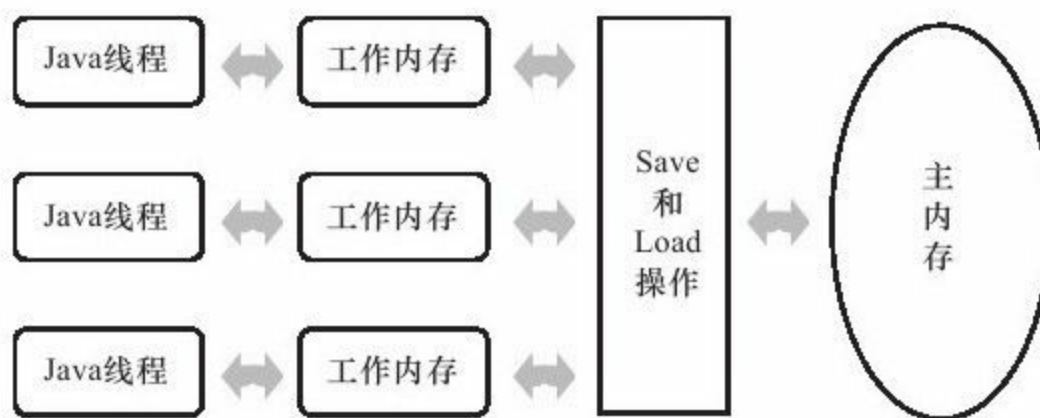 Java线程
工作内存
Java线程
工作内存
Java线程
工作内存
Save
和
Load
操作
主
内
存